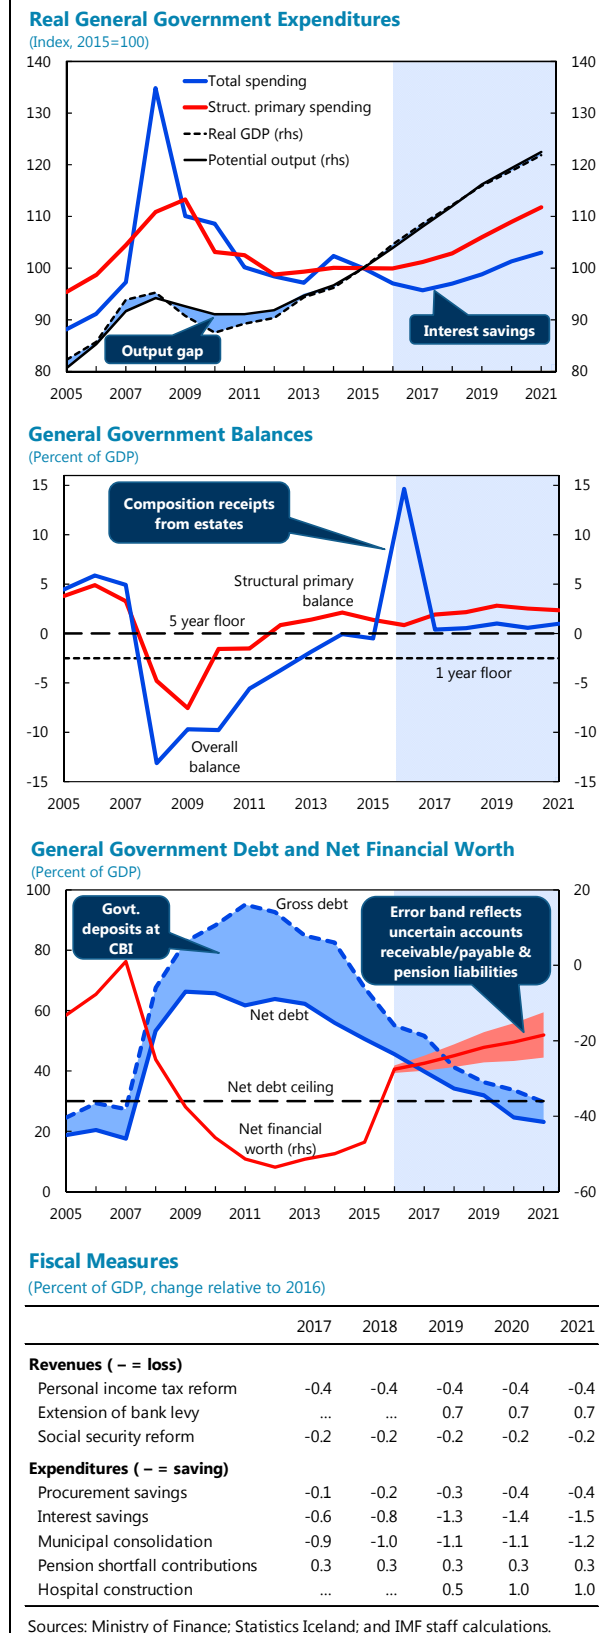 Real General Government Expenditures
(Index, 2015=100)
140 140
130 130
120 120
110 110
100 100
90 90
80 80
Total spending
Struct. primary spending
Real GDP (rhs)
Potential output (rhs)
Output gap
Interest savings
2005 2007 2009 2011 2013 2015 2017 2019 2021
General Government Balances
(Percent of GDP)
15 15
10 10
5 5
0 0
-5 -5
-10 -10
-15 -15
Composition receipts
from estates
Structural primary
balance
5 year floor
1 year floor
Overall
balance
2005 2007 2009 2011 2013 2015 2017 2019 2021
General Government Debt and Net Financial Worth
(Percent of GDP)
100 20
80 0
60 -20
40 -40
20 -60
0
Govt.
deposits at
CBI
Gross debt
Error band reflects
uncertain accounts
receivable/payable &
pension liabilities
Net debt
Net debt ceiling
Net financial
worth (rhs)
2005 2007 2009 2011 2013 2015 2017 2019 2021
Fiscal Measures
(Percent of GDP, change relative to 2016)
2017 2018 2019 2020 2021
Revenues ( – = loss)
Personal income tax reform -0.4 -0.4 -0.4 -0.4 -0.4
Extension of bank levy ... ... 0.7 0.7 0.7
Social security reform -0.2 -0.2 -0.2 -0.2 -0.2
Expenditures ( – = saving)
Procurement savings -0.1 -0.2 -0.3 -0.4 -0.4
Interest savings -0.6 -0.8 -1.3 -1.4 -1.5
Municipal consolidation -0.9 -1.0 -1.1 -1.1 -1.2
Pension shortfall contributions 0.3 0.3 0.3 0.3 0.3
Hospital construction ... ... 0.5 1.0 1.0
Sources: Ministry of Finance; Statistics Iceland; and IMF staff calculations.